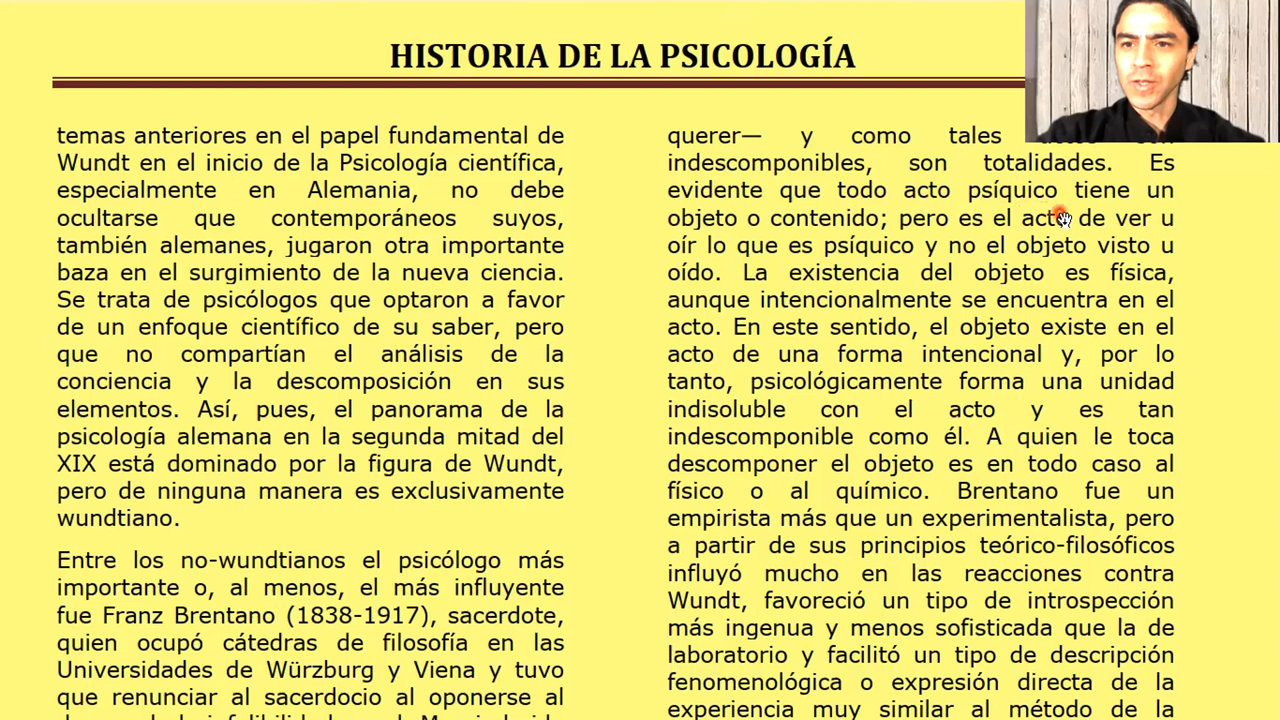 HISTORIA DE LA PSICOLOGÍA
temas anteriores en el papel fundamental de
Wundt en el inicio de la Psicología científica,
especialmente en Alemania, no debe
ocultarse que contemporáneos suyos,
también alemanes, jugaron otra importante
baza en el surgimiento de la nueva ciencia.
Se trata de psicólogos que optaron a favor
de un enfoque científico de su saber, pero
que no compartían el análisis de la
conciencia y la descomposición en sus
elementos. Así, pues, el panorama de la
psicología alemana en la segunda mitad del
XIX está dominado por la figura de Wundt,
pero de ninguna manera es exclusivamente
wundtiano.
Entre los no-wundtianos el psicólogo más
importante o, al menos, el más influyente
fue Franz Brentano (1838-1917), sacerdote,
quien ocupó cátedras de filosofía en las
Universidades de Würzburg y Viena y tuvo
que renunciar al sacerdocio al oponerse al
querer— y como tales
indescomponibles, son totalidades. Es
evidente que todo acto psíquico tiene un
objeto o contenido; pero es el acto de ver u
oír lo que es psíquico y no el objeto visto u
oído. La existencia del objeto es física,
aunque intencionalmente se encuentra en el
acto. En este sentido, el objeto existe en el
acto de una forma intencional y, por lo
tanto, psicológicamente forma una unidad
indisoluble con el acto y es tan
indescomponible como él. A quien le toca
descomponer el objeto es en todo caso al
físico o al químico. Brentano fue un
empirista más que un experimentalista, pero
a partir de sus principios teórico-filosóficos
influyó mucho en las reacciones contra
Wundt, favoreció un tipo de introspección
más ingenua y menos sofisticada que la de
laboratorio y facilitó un tipo de descripción
fenomenológica o expresión directa de la
experiencia muy similar al método de la